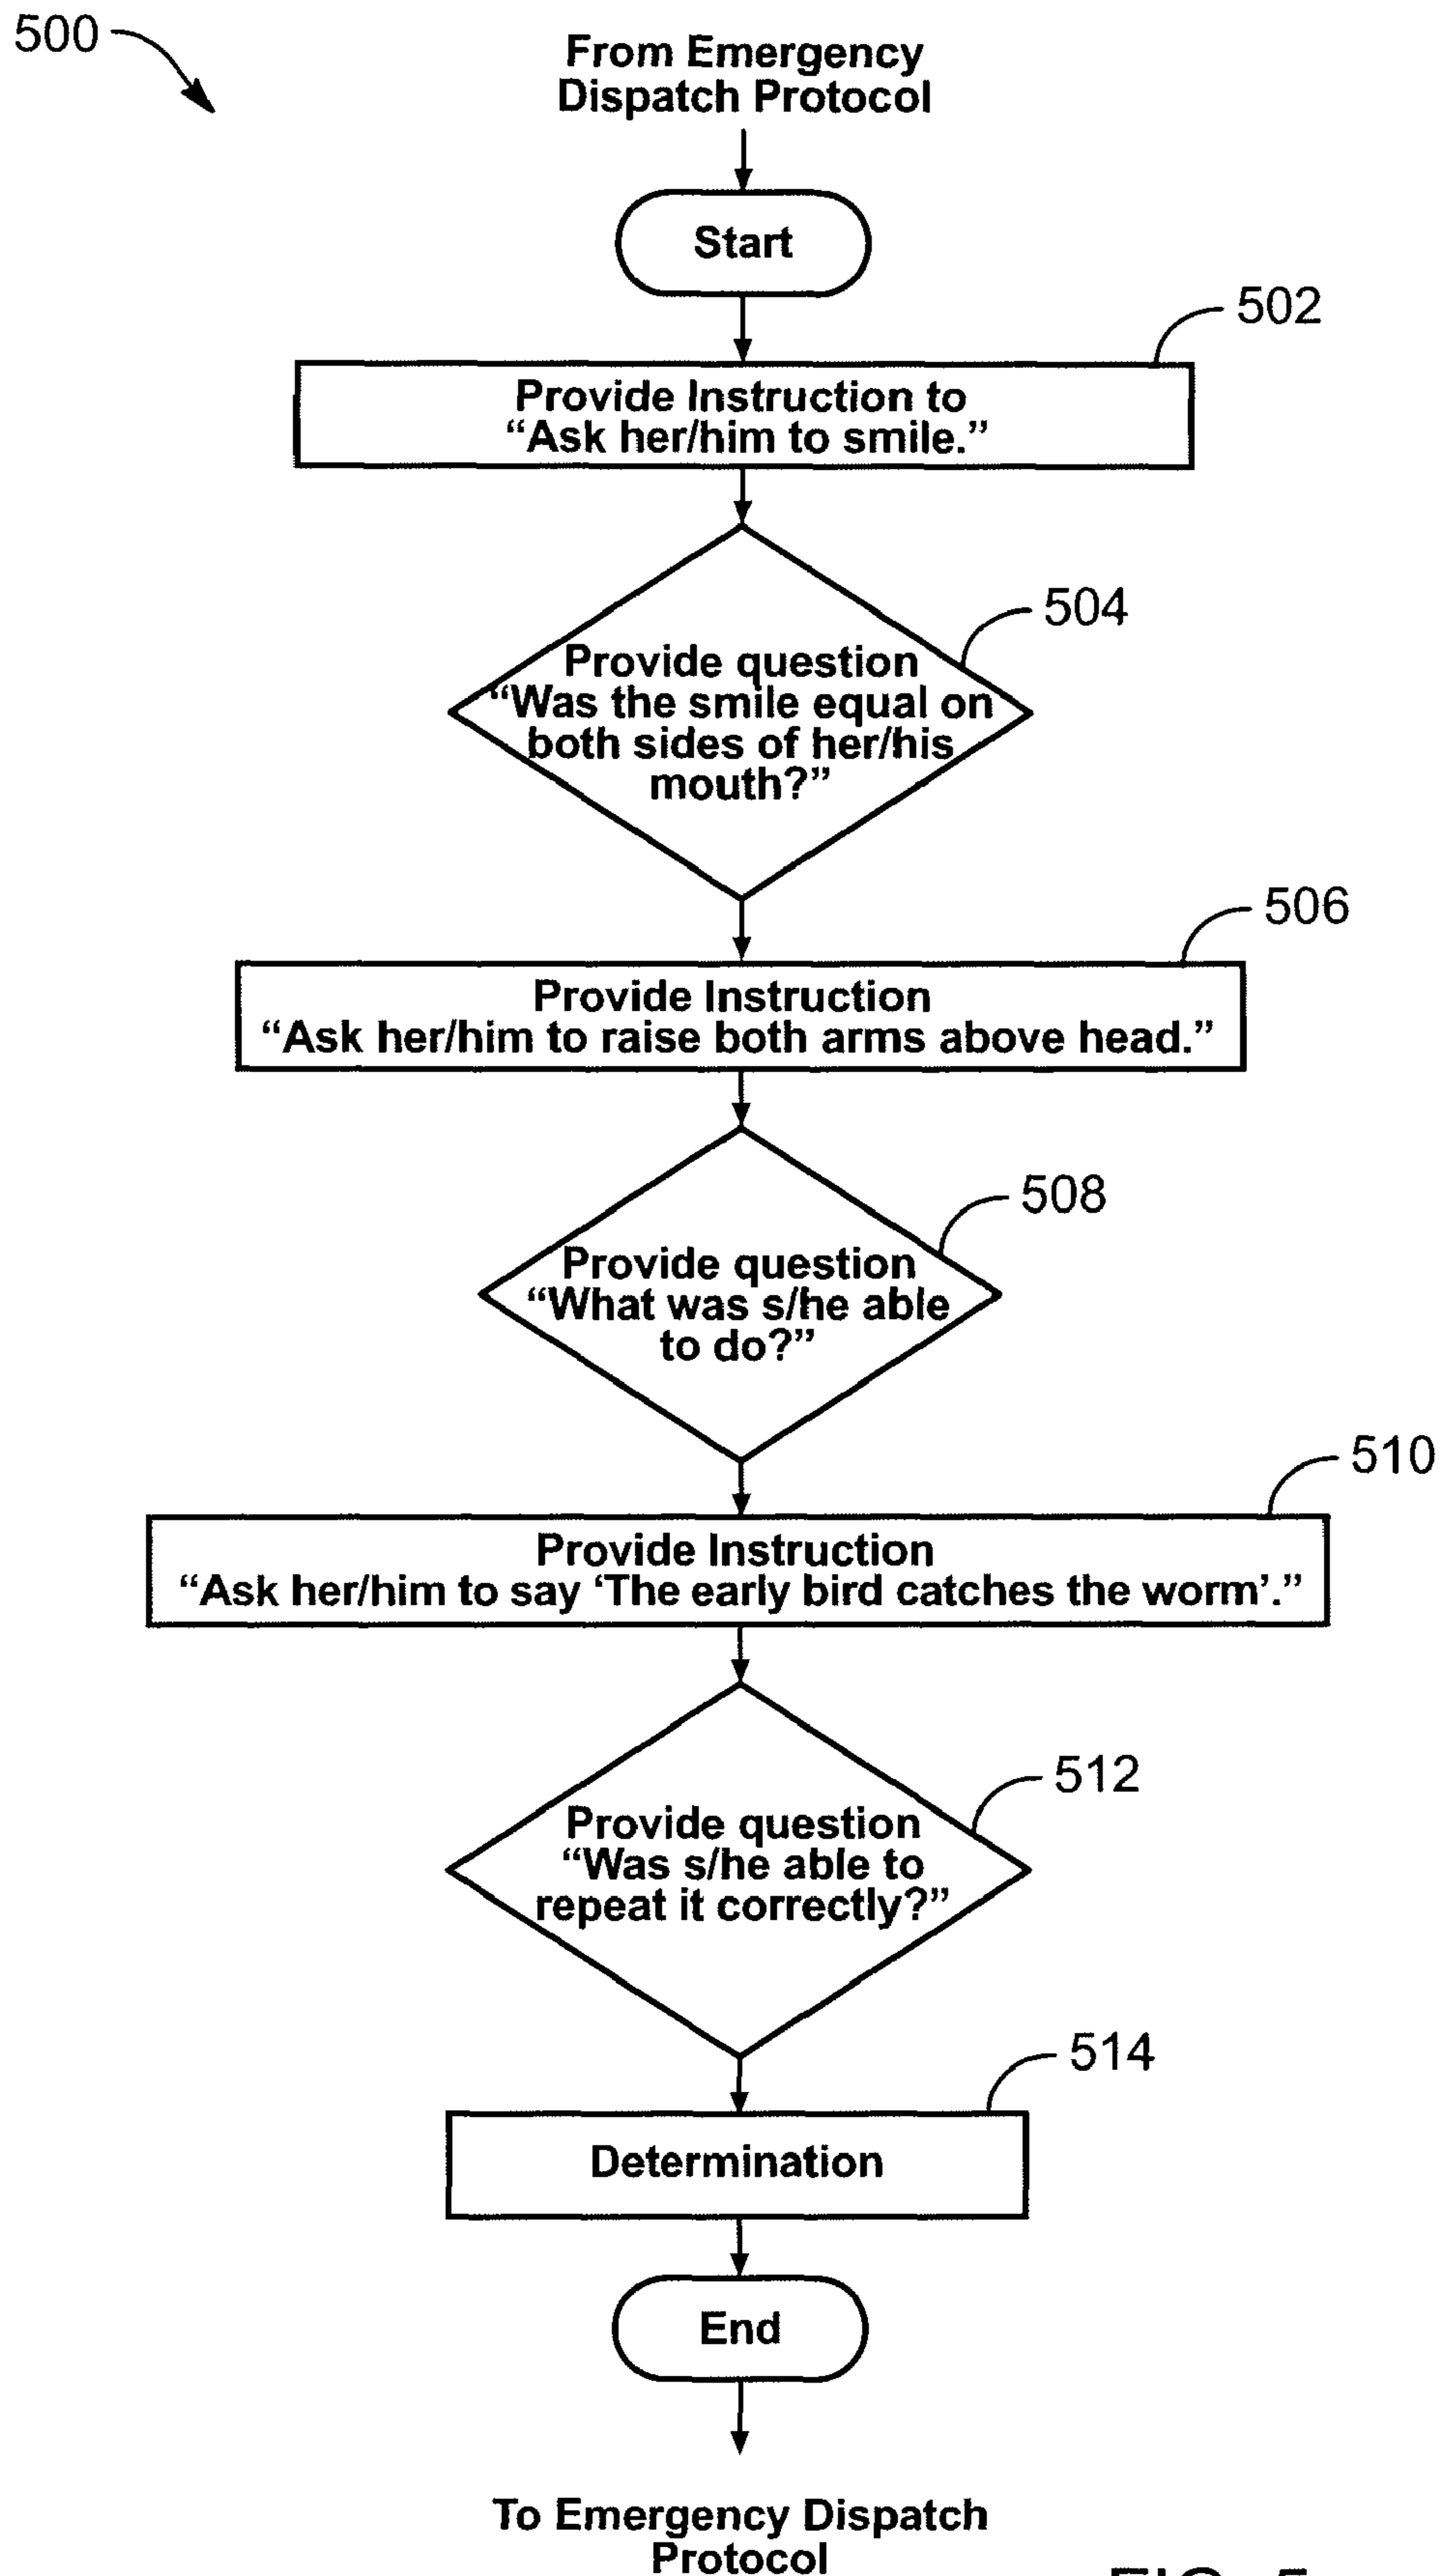 500
From Emergency
Dispatch Protocol
Start
502
Provide Instruction to
“Ask her/him to smile.”
504
Provide question
“Was the smile equal on
both sides of her/his
mouth?”
506
Provide Instruction
“Ask her/him to raise both arms above head.”
508
Provide question
“What was s/he able
to do?”
510
Provide Instruction
“Ask her/him to say ‘The early bird catches the worm’.”
512
Provide question
“Was s/he able to
repeat it correctly?”
514
Determination
End
To Emergency Dispatch
Protocol